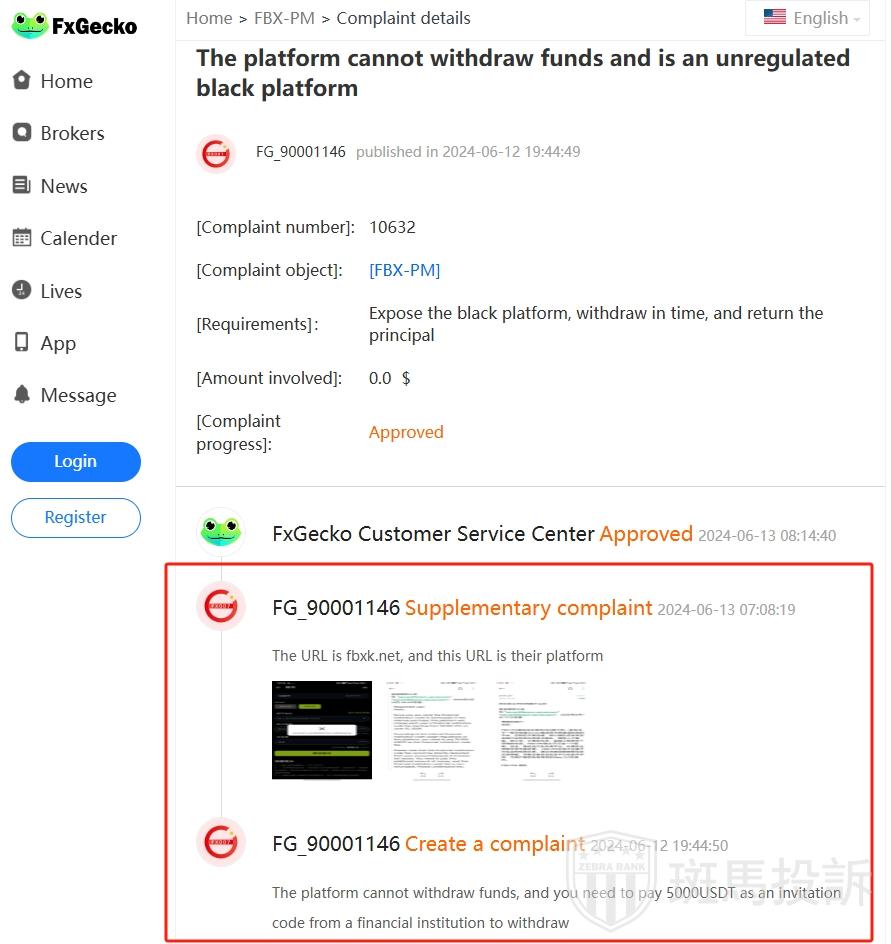 FxGecko
Home > FBX-PM > Complaint details
English
The platform cannot withdraw funds and is an unregulated
black platform
Home
Brokers
News
Calender
Lives
App
Message
Login
Register
FG_90001146 published in 2024-06-12 19:44:49
[Complaint number]: 10632
[Complaint object]: [FBX-PM]
[Requirements]: Expose the black platform, withdraw in time, and return the
principal
[Amount involved]: 0.0 $
[Complaint
progress]: Approved
FxGecko Customer Service Center Approved 2024-06-13 08:14:40
FX007
FG_90001146 Supplementary complaint 2024-06-13 07:08:19
The URL is fbxk.net, and this URL is their platform
FX007
FG_90001146 Create a complaint 2024-06-12 19:44:50
The platform cannot withdraw funds, and you need to pay 5000USDT as an invitation
code from a financial institution to withdraw
ZEBRA RANK
斑馬投訴